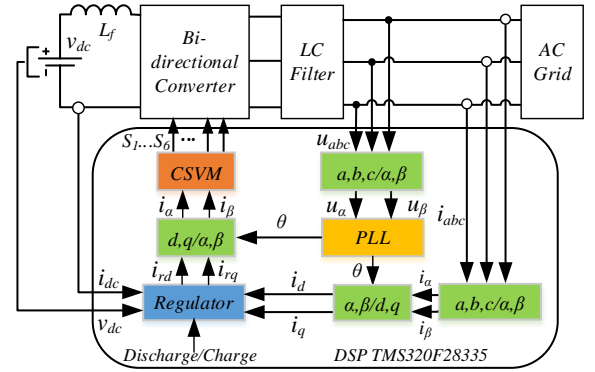 L_f
v_dc
+
-
Bi-
directional
Converter
LC
Filter
AC
Grid
S_1...S_6
...
u_abc
CSVM
a,b,c/α,β
i_α
i_β
u_α
u_β
i_abc
d,q/α,β
θ
PLL
i_rd
i_rq
θ
i_dc
i_d
i_α
Regulator
α,β/d,q
a,b,c/α,β
v_dc
i_q
i_β
Discharge/Charge
DSP TMS320F28335